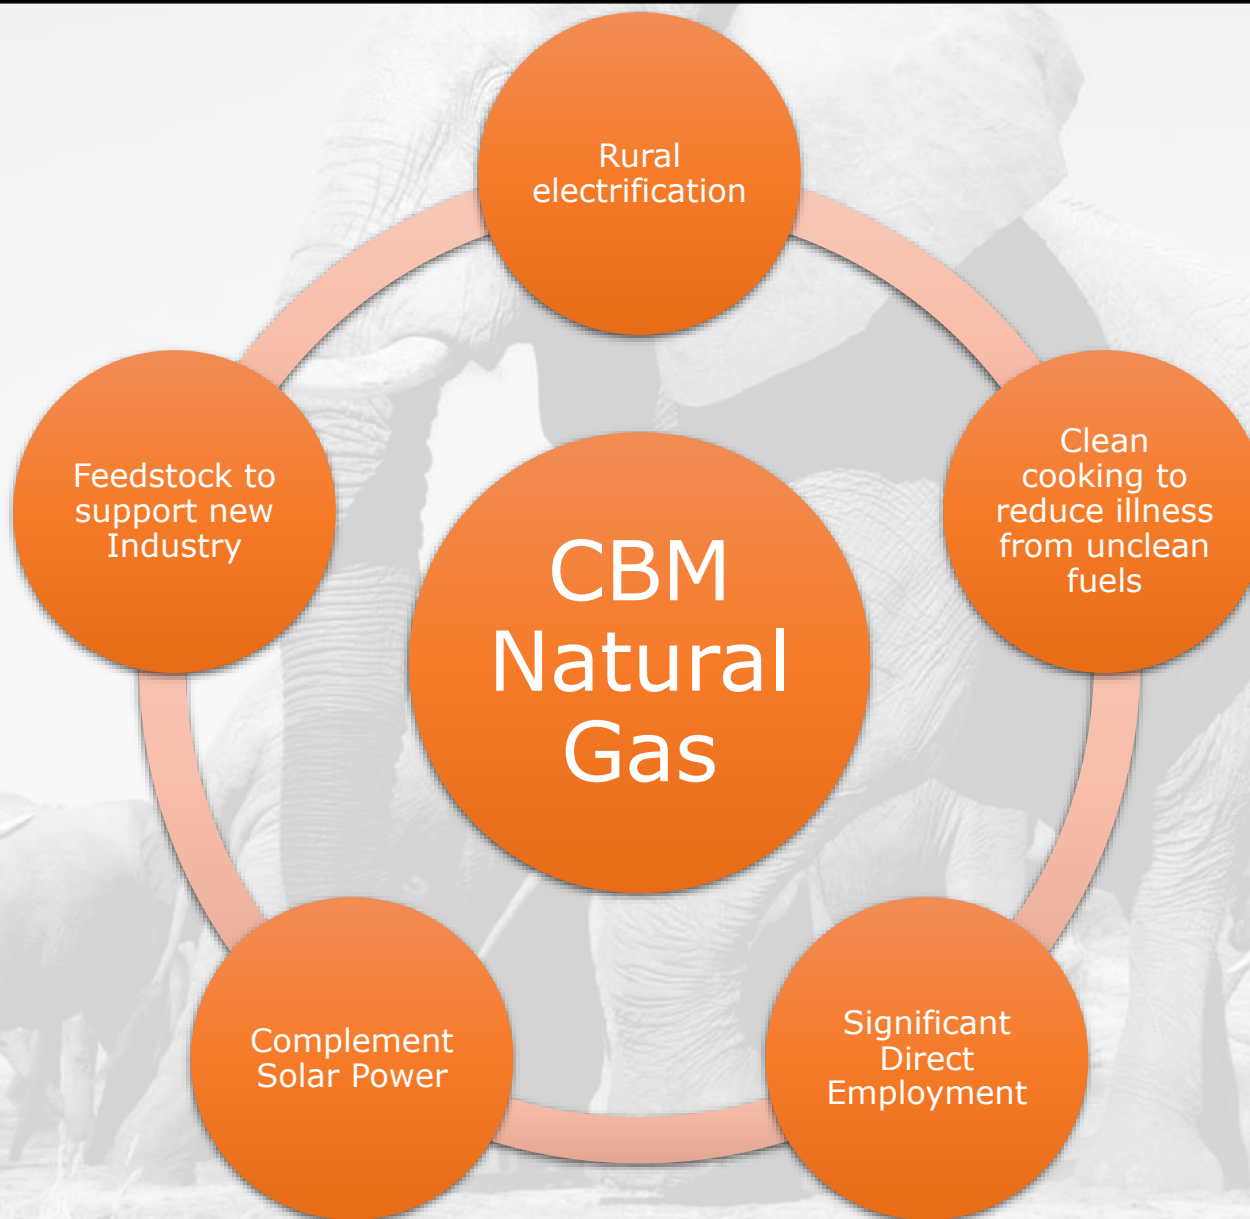 Rural
electrification
Clean
cooking to
reduce illness
from unclean
fuels
Feedstock to
support new
Industry
CBM
Natural
Gas
Significant
Direct
Employment
Complement
Solar Power